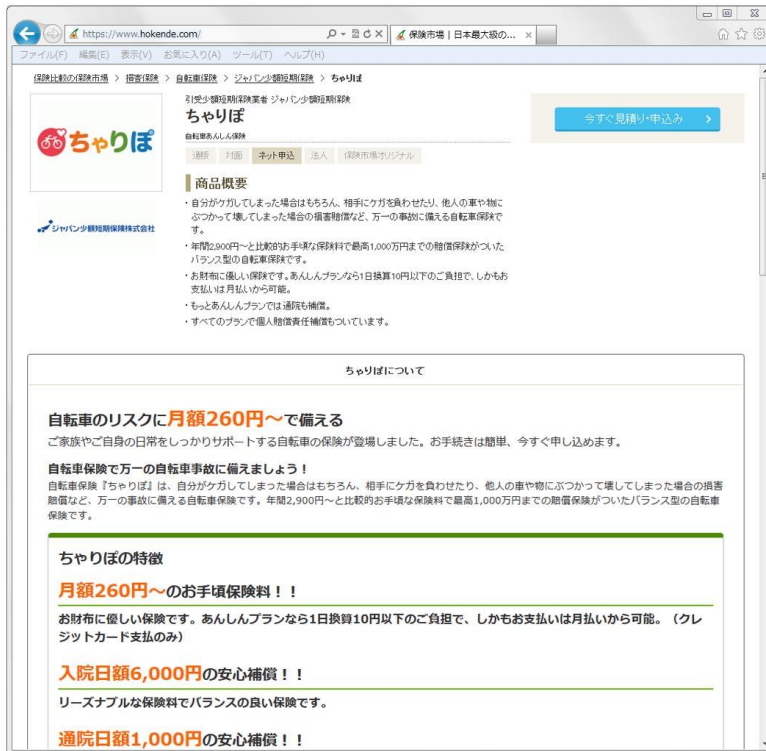 https://www.hokende.com/
保険市場 | 日本最大級の...
ファイル(F) 編集(E) 表示(V) お気に入り(A) ツール(T) ヘルプ(H)
保険比較の保険市場 > 損害保険 > 自転車保険 > ジャパン少額短期保険 > ちゃりぽ
ちゃりぽ
ジャパン少額短期保険株式会社
引受少額短期保険業者 ジャパン少額短期保険
ちゃりぽ
自転車あんしん保険
通販 対面 ネット申込 法人 保険市場オリジナル
今すぐ見積り・申込み
商品概要
・自分がケガしてしまった場合はもちろん、相手にケガを負わせたり、他人の車や物に
ぶつかって壊してしまった場合の損害賠償など、万一の事故に備える自転車保険で
す。
・年間2,900円~と比較的お手頃な保険料で最高1,000万円までの賠償保険がついた
バランス型の自転車保険です。
・お財布に優しい保険です。あんしんプランなら1日換算10円以下のご負担で、しかもお
支払いは月払いから可能。
・もっとあんしんプランでは通院も補償。
・すべてのプランで個人賠償責任補償もついています。
ちゃりぽについて
自転車のリスクに月額260円~で備える
ご家族やご自身の日常をしっかりサポートする自転車の保険が登場しました。お手続きは簡単、今すぐ申し込めます。
自転車保険で万一の自転車事故に備えましょう！
自転車保険『ちゃりぽ』は、自分がケガしてしまった場合はもちろん、相手にケガを負わせたり、他人の車や物にぶつかって壊してしまった場合の損害
賠償など、万一の事故に備える自転車保険です。年間2,900円~と比較的お手頃な保険料で最高1,000万円までの賠償保険がついたバランス型の自転車
保険です。
ちゃりぽの特徴
月額260円~のお手頃保険料！！
お財布に優しい保険です。あんしんプランなら1日換算10円以下のご負担で、しかもお支払いは月払いから可能。（クレ
ジットカード支払のみ）
入院日額6,000円の安心補償！！
リーズナブルな保険料でバランスの良い保険です。
通院日額1,000円の安心補償！！